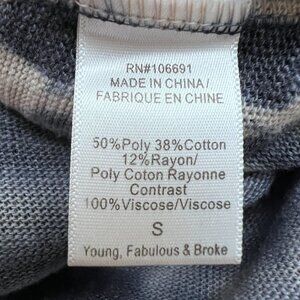 RN#106691
MADE IN CHINA/
FABRIQUE EN CHINE
50%Poly 38%Cotton
12%Rayon/
Poly Coton Rayonne
Contrast
100%Viscose/Viscose
S
Young, Fabulous & Broke